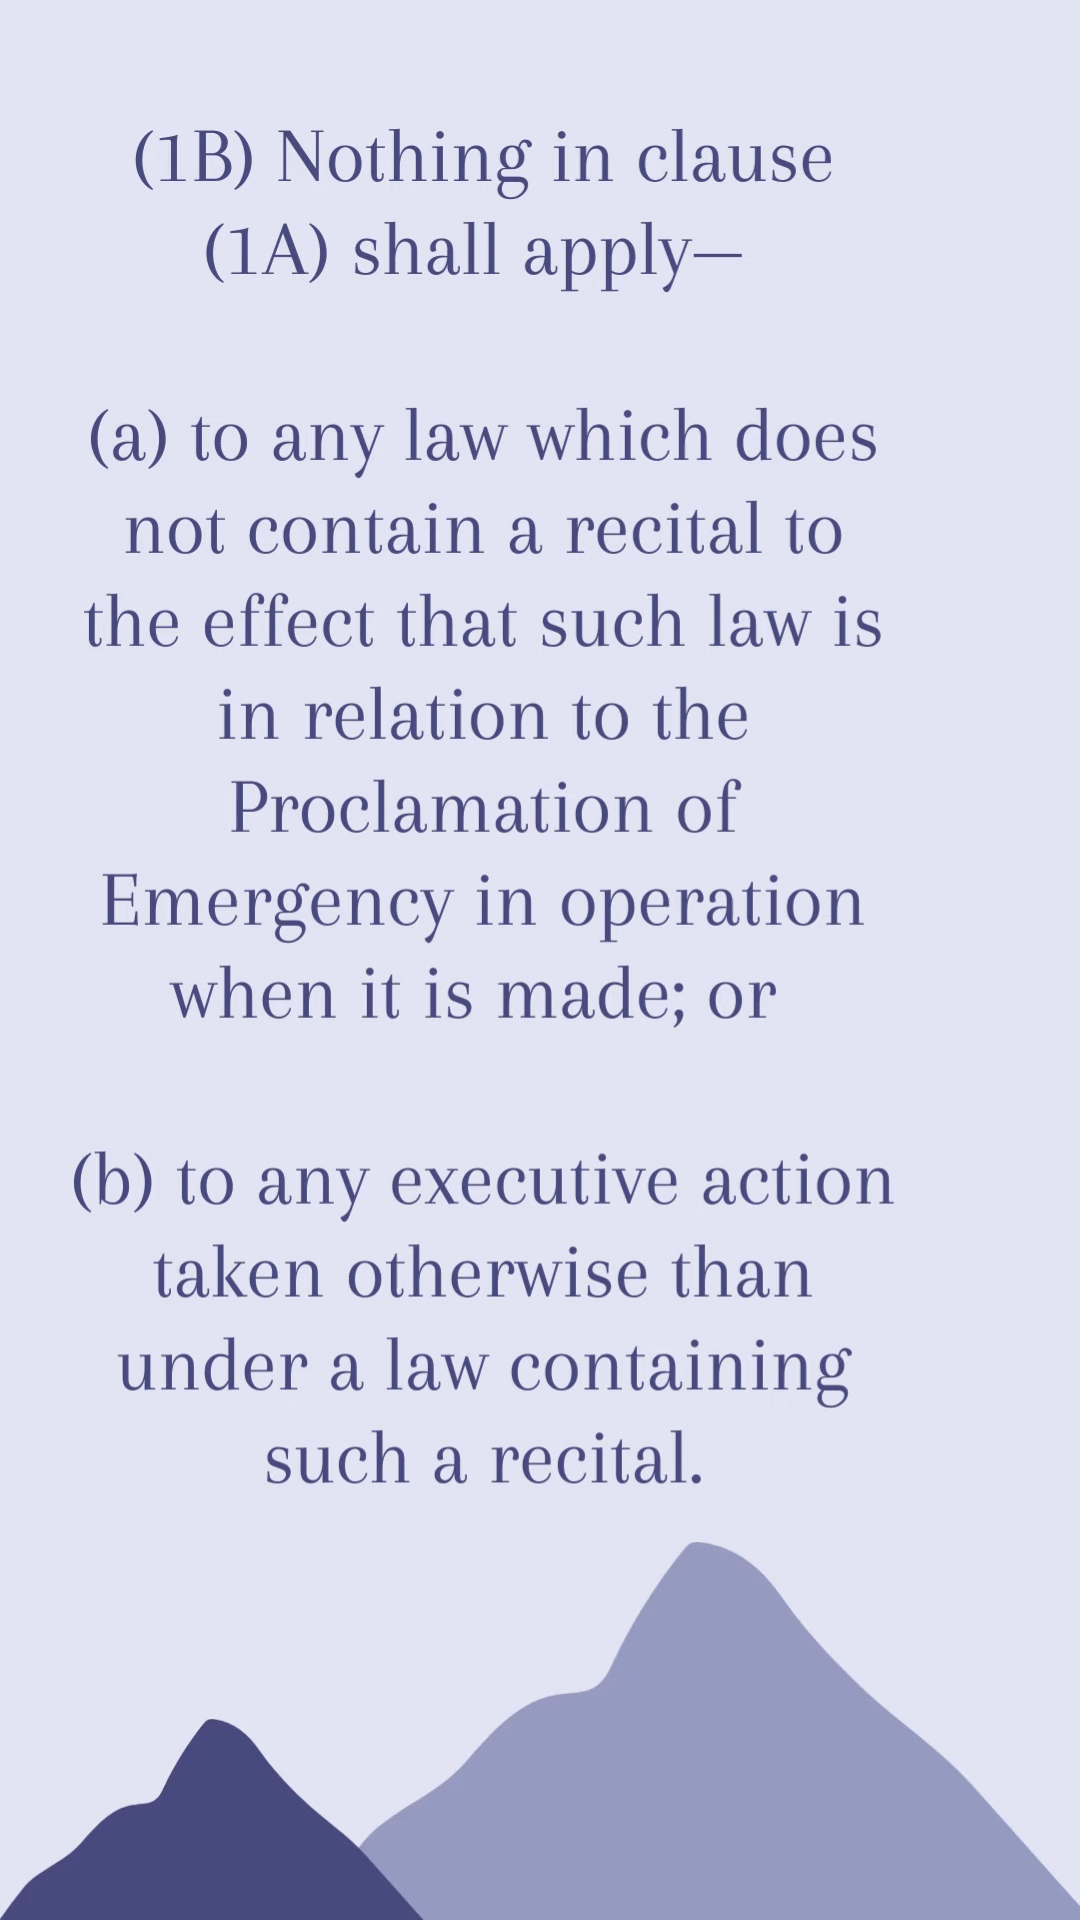 (1B) Nothing in clause
(1A) shall apply—
(a) to any law which does
not contain a recital to
the effect that such law is
in relation to the
Proclamation of
Emergency in operation
when it is made; or
(b) to any executive action
taken otherwise than
under a law containing
such a recital.